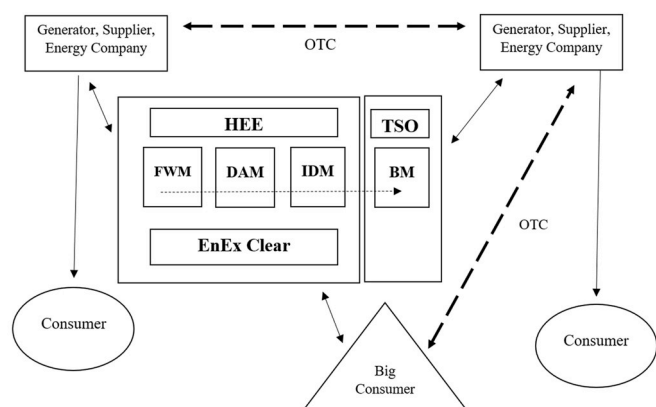 Generator, Supplier,
Energy Company
OTC
Generator, Supplier,
Energy Company
HEE
TSO
FWM
DAM
IDM
BM
EnEx Clear
OTC
Consumer
Big
Consumer
Consumer